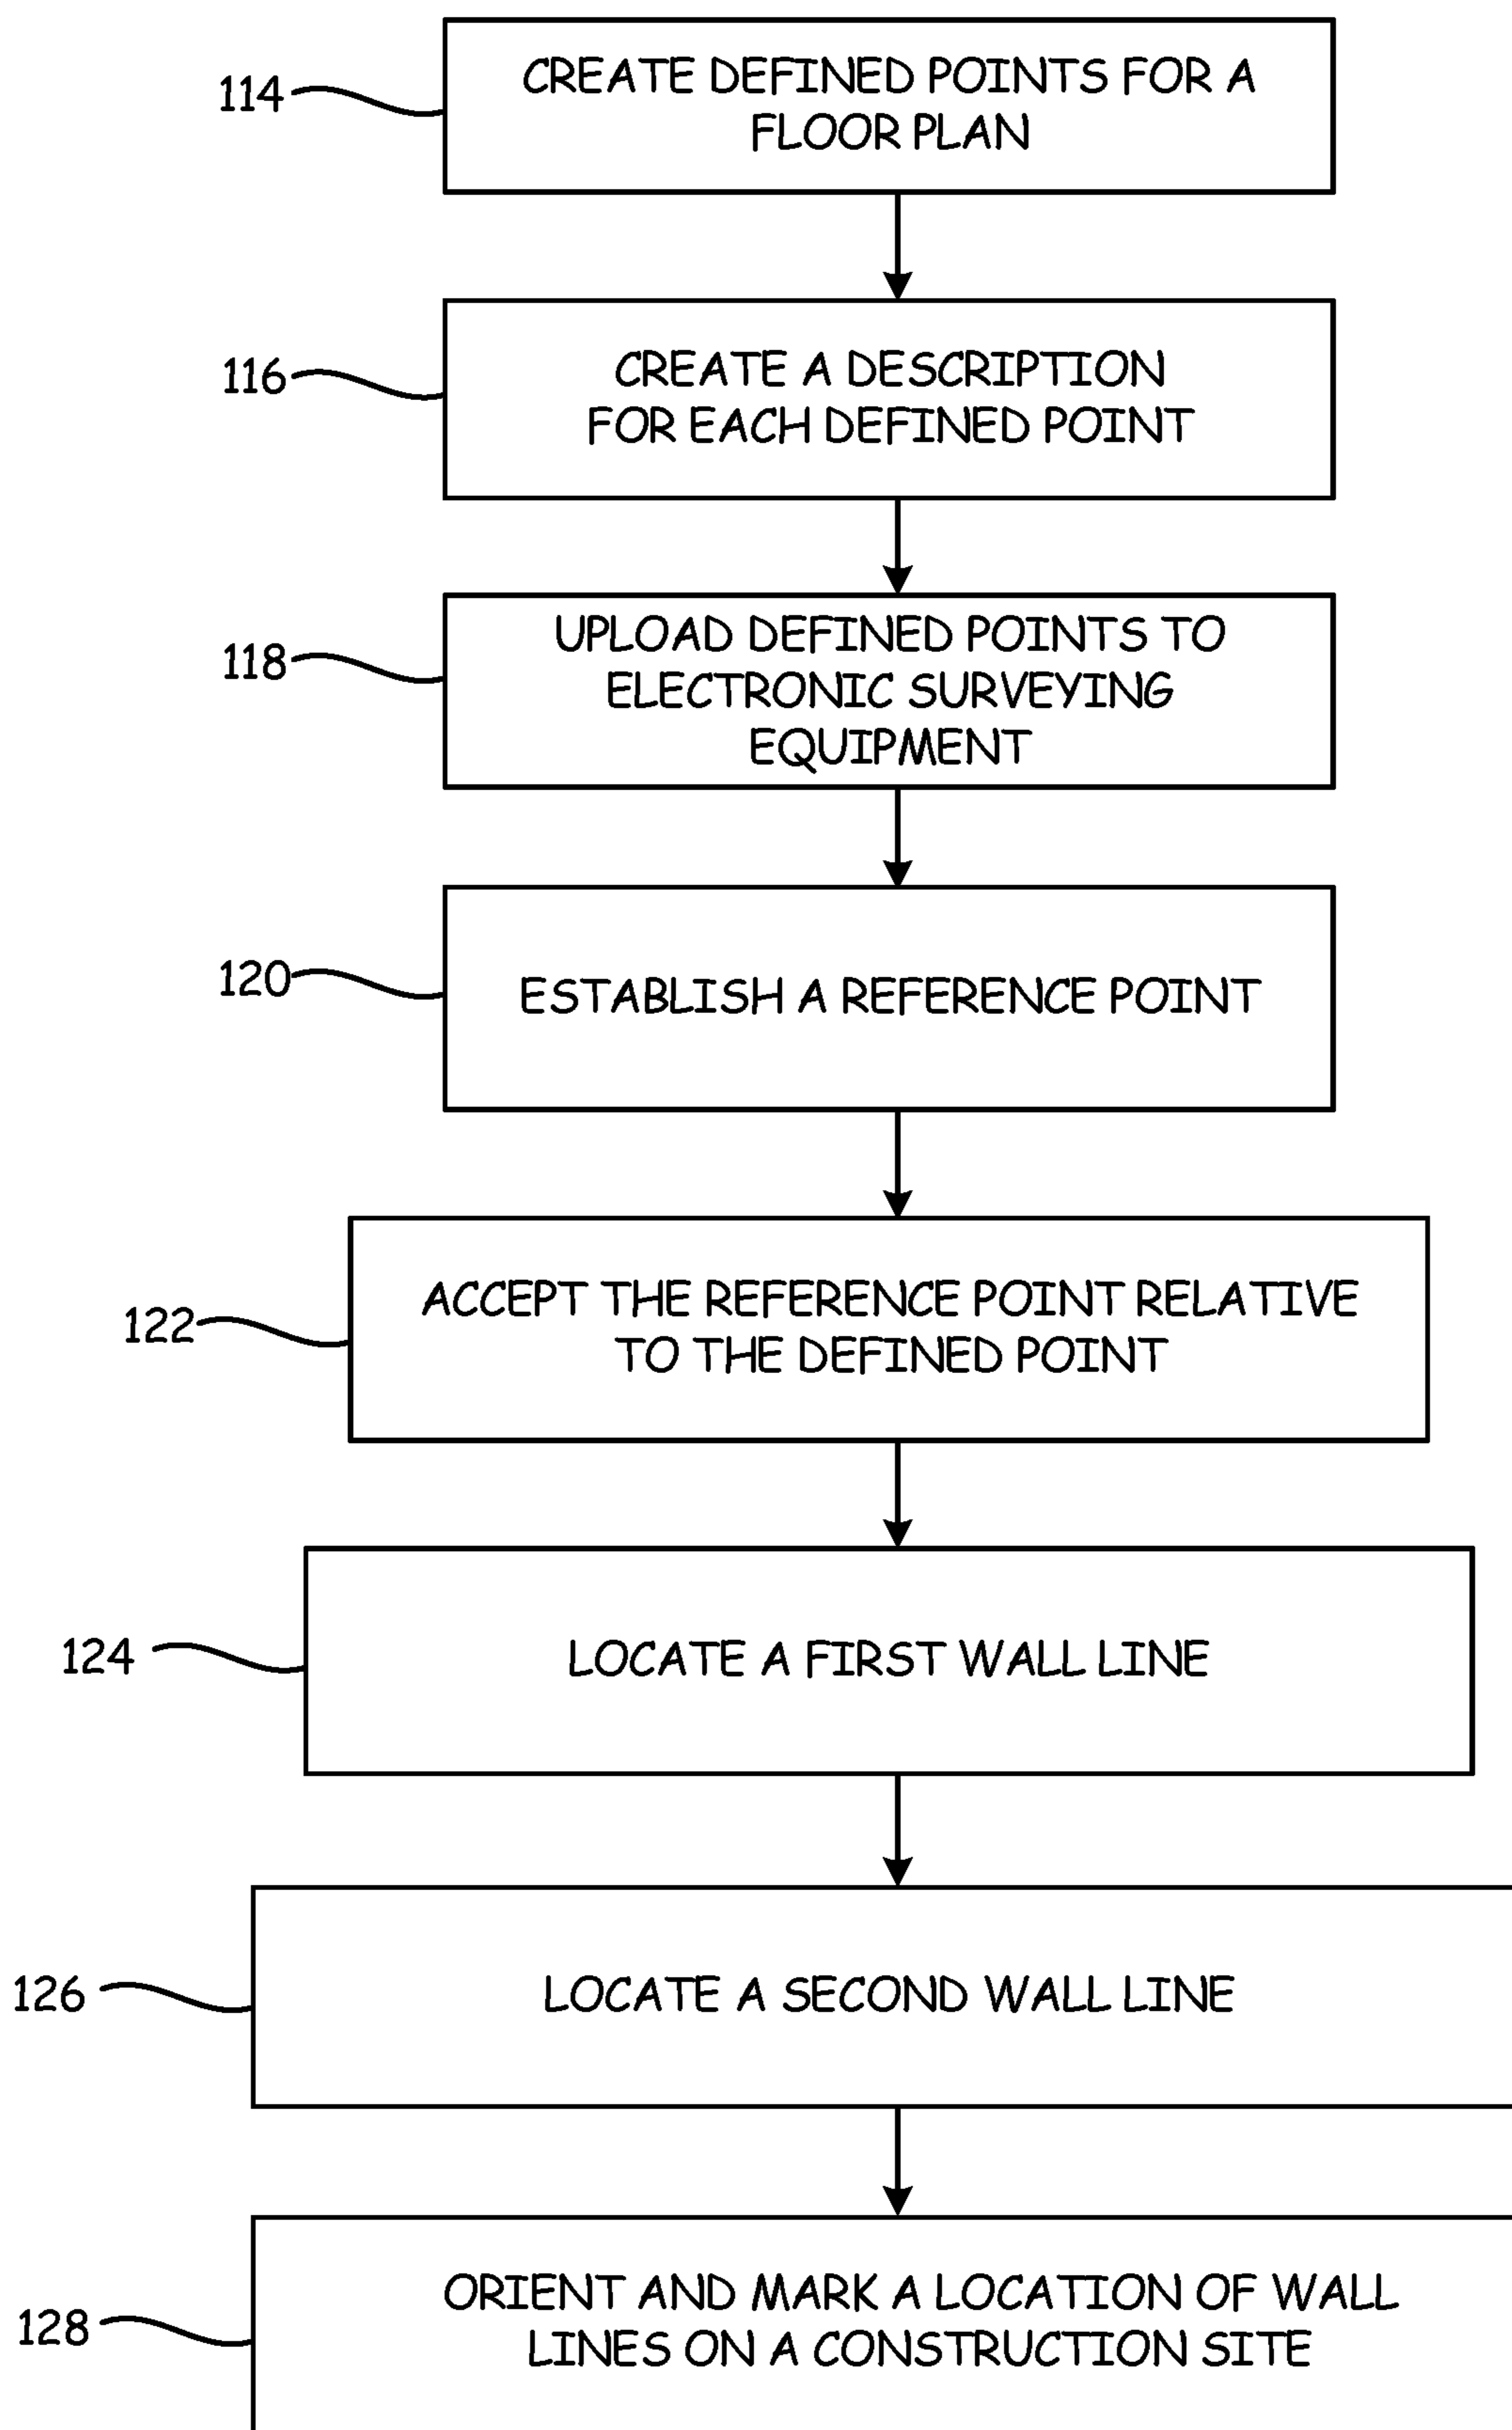 114
CREATE DEFINED POINTS FOR A
FLOOR PLAN
116
CREATE A DESCRIPTION
FOR EACH DEFINED POINT
118
UPLOAD DEFINED POINTS TO
ELECTRONIC SURVEYING
EQUIPMENT
120
ESTABLISH A REFERENCE POINT
122
ACCEPT THE REFERENCE POINT RELATIVE
TO THE DEFINED POINT
124
LOCATE A FIRST WALL LINE
126
LOCATE A SECOND WALL LINE
128
ORIENT AND MARK A LOCATION OF WALL
LINES ON A CONSTRUCTION SITE